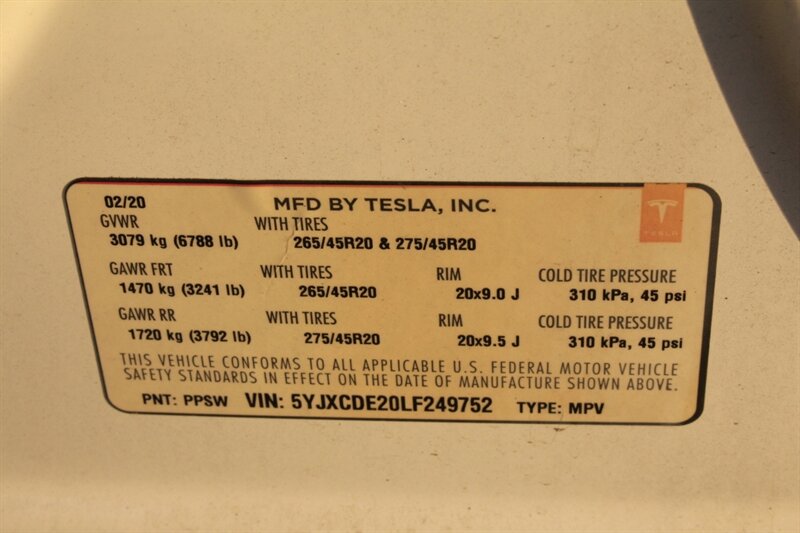 02/20 MFD BY TESLA, INC.
GVWR WITH TIRES
3079 kg (6788 lb) 265/45R20 & 275/45R20
TESLA
GAWR FRT WITH TIRES RIM COLD TIRE PRESSURE
1470 kg (3241 lb) 265/45R20 20x9.0 J 310 kPa, 45 psi
GAWR RR WITH TIRES RIM COLD TIRE PRESSURE
1720 kg (3792 lb) 275/45R20 20x9.5 J 310 kPa, 45 psi
THIS VEHICLE CONFORMS TO ALL APPLICABLE U.S. FEDERAL MOTOR VEHICLE
SAFETY STANDARDS IN EFFECT ON THE DATE OF MANUFACTURE SHOWN ABOVE.
PNT: PPSW VIN: 5YJXCDE20LF249752 TYPE: MPV